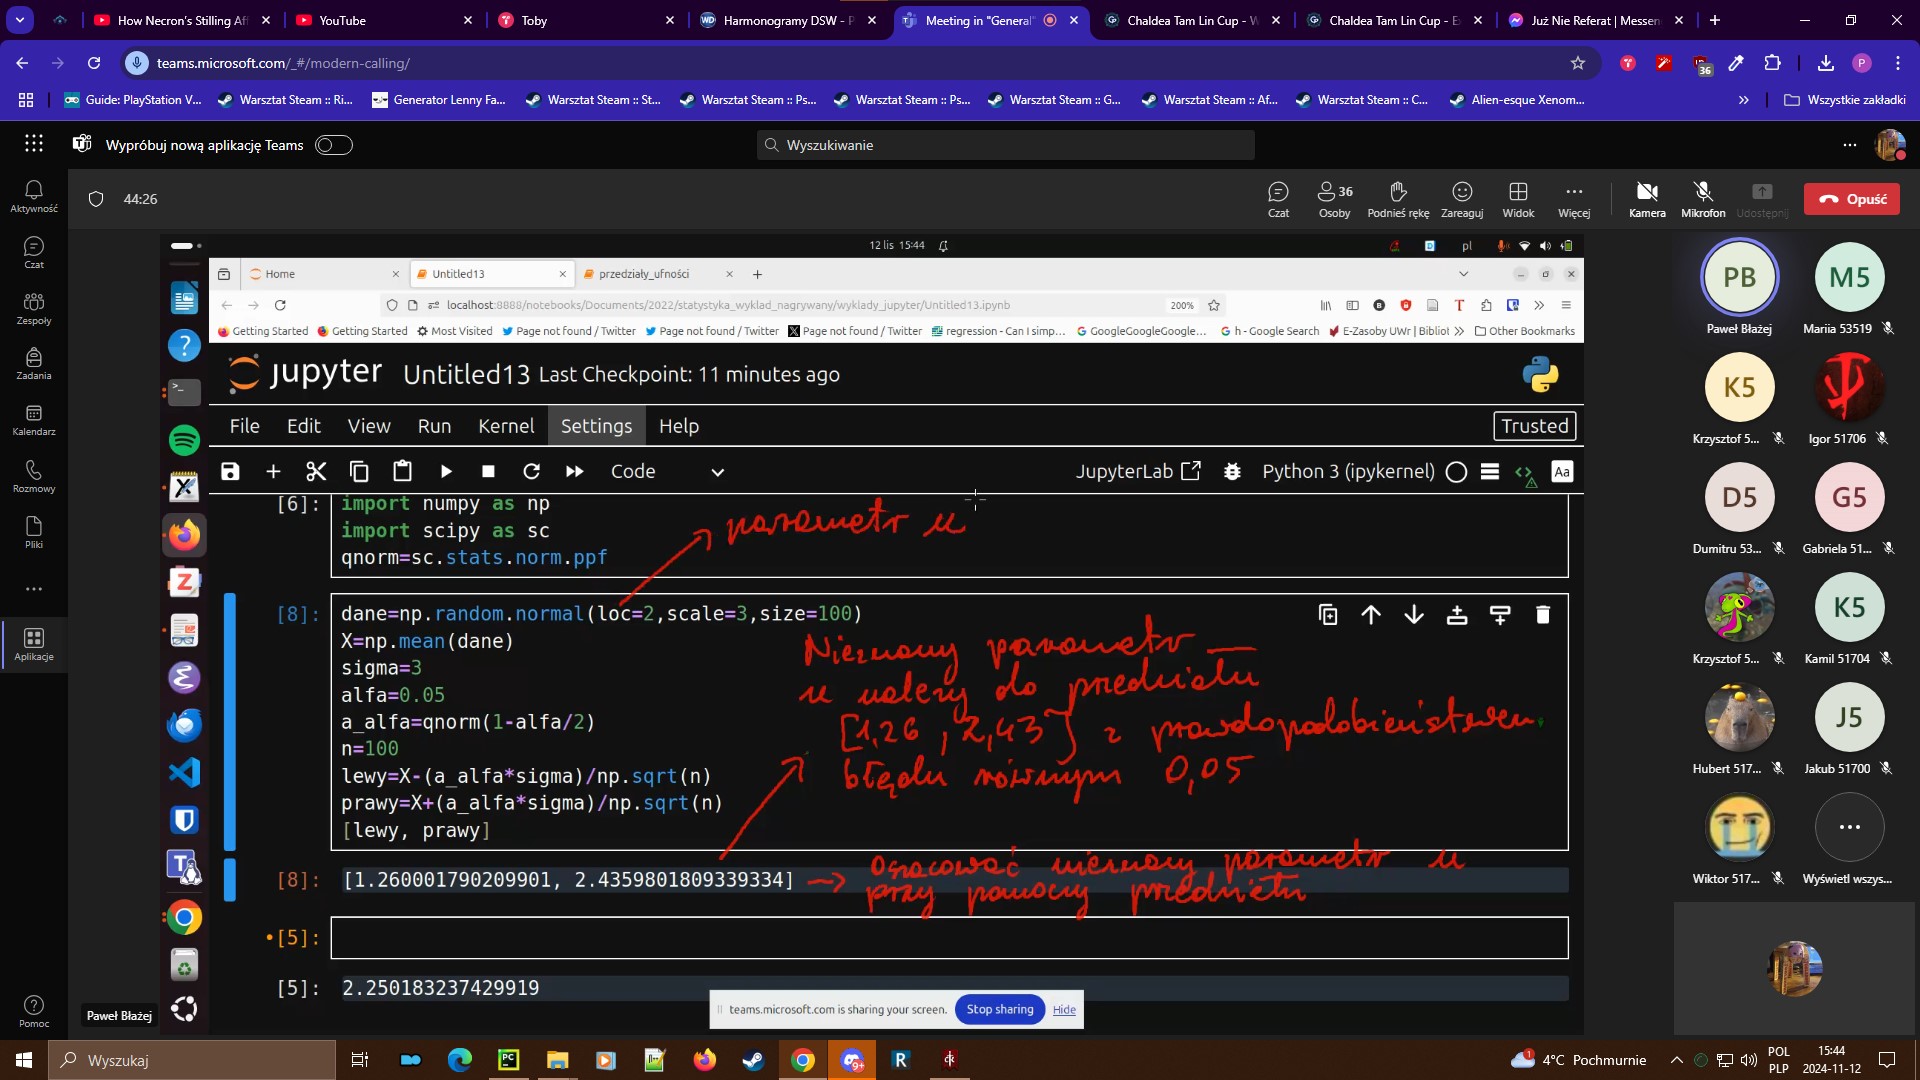 How Necron's Stilling Af
YouTube
Toby
Harmonogramy DSW - P
Meeting in "General"
Chaldea Tam Lin Cup - W
Chaldea Tam Lin Cup - E
Już Nie Referat | Messen
teams.microsoft.com/_#/modern-calling/
36
P
Guide: PlayStation V...
Warsztat Steam :: Ri...
Generator Lenny Fa...
Warsztat Steam :: St...
Warsztat Steam :: Ps...
Warsztat Steam :: Ps...
Warsztat Steam :: G...
Warsztat Steam :: Af...
Warsztat Steam :: C...
Alien-esque Xenom...
Wszystkie zakładki
Wypróbuj nową aplikację Teams
Wyszukiwanie
44:26
Czat
36
Osoby
Podnieś rękę
Zareaguj
Widok
Więcej
Kamera
Mikrofon
Udostępnij
Opuść
Aktywność
Czat
Zespoły
Zadania
Kalendarz
Rozmowy
Pliki
Aplikacje
Pomoc
12 lis 15:44
pl
Home
Untitled13
przedziały_ufności
localhost:8888/notebooks/Documents/2022/statystyka_wyklad_nagrywany/wyklady_jupyter/Untitled13.ipynb
200%
Getting Started
Getting Started
Most Visited
Page not found / Twitter
Page not found / Twitter
Page not found / Twitter
regression - Can I simp...
GoogleGoogleGoogle...
h - Google Search
E-Zasoby UWr | Bibliot
Other Bookmarks
jupyter Untitled13 Last Checkpoint: 11 minutes ago
File Edit View Run Kernel Settings Help
Trusted
Code
JupyterLab
Python 3 (ipykernel)
Aa
[6]: import numpy as np
import scipy as sc
qnorm=sc.stats.norm.ppf
parametr μ
[8]: dane=np.random.normal(loc=2,scale=3,size=100)
X=np.mean(dane)
sigma=3
alfa=0.05
a_alfa=qnorm(1-alfa/2)
n=100
lewy=X-(a_alfa*sigma)/np.sqrt(n)
prawy=X+(a_alfa*sigma)/np.sqrt(n)
[lewy, prawy]
Nieznany parametr —
μ należy do przedziału
[1,26 , 2,43] z prawdopodobieństwem
błędu równym 0,05
[8]: [1.260001790209901, 2.4359801809339334]
oszacować nieznany parametr μ
przy pomocy przedziału
[5]:
[5]: 2.250183237429919
teams.microsoft.com is sharing your screen.
Stop sharing
Hide
Paweł Błażej
PB
Paweł Błażej
M5
Mariia 53519
K5
Krzysztof 5...
Igor 51706
D5
Dumitru 53...
G5
Gabriela 51...
Krzysztof 5...
K5
Kamil 51704
Hubert 517...
J5
Jakub 51700
Wiktor 517...
Wyświetl wszys...
Wyszukaj
PC
9+
R
1
4°C Pochmurnie
POL
PLP
15:44
2024-11-12